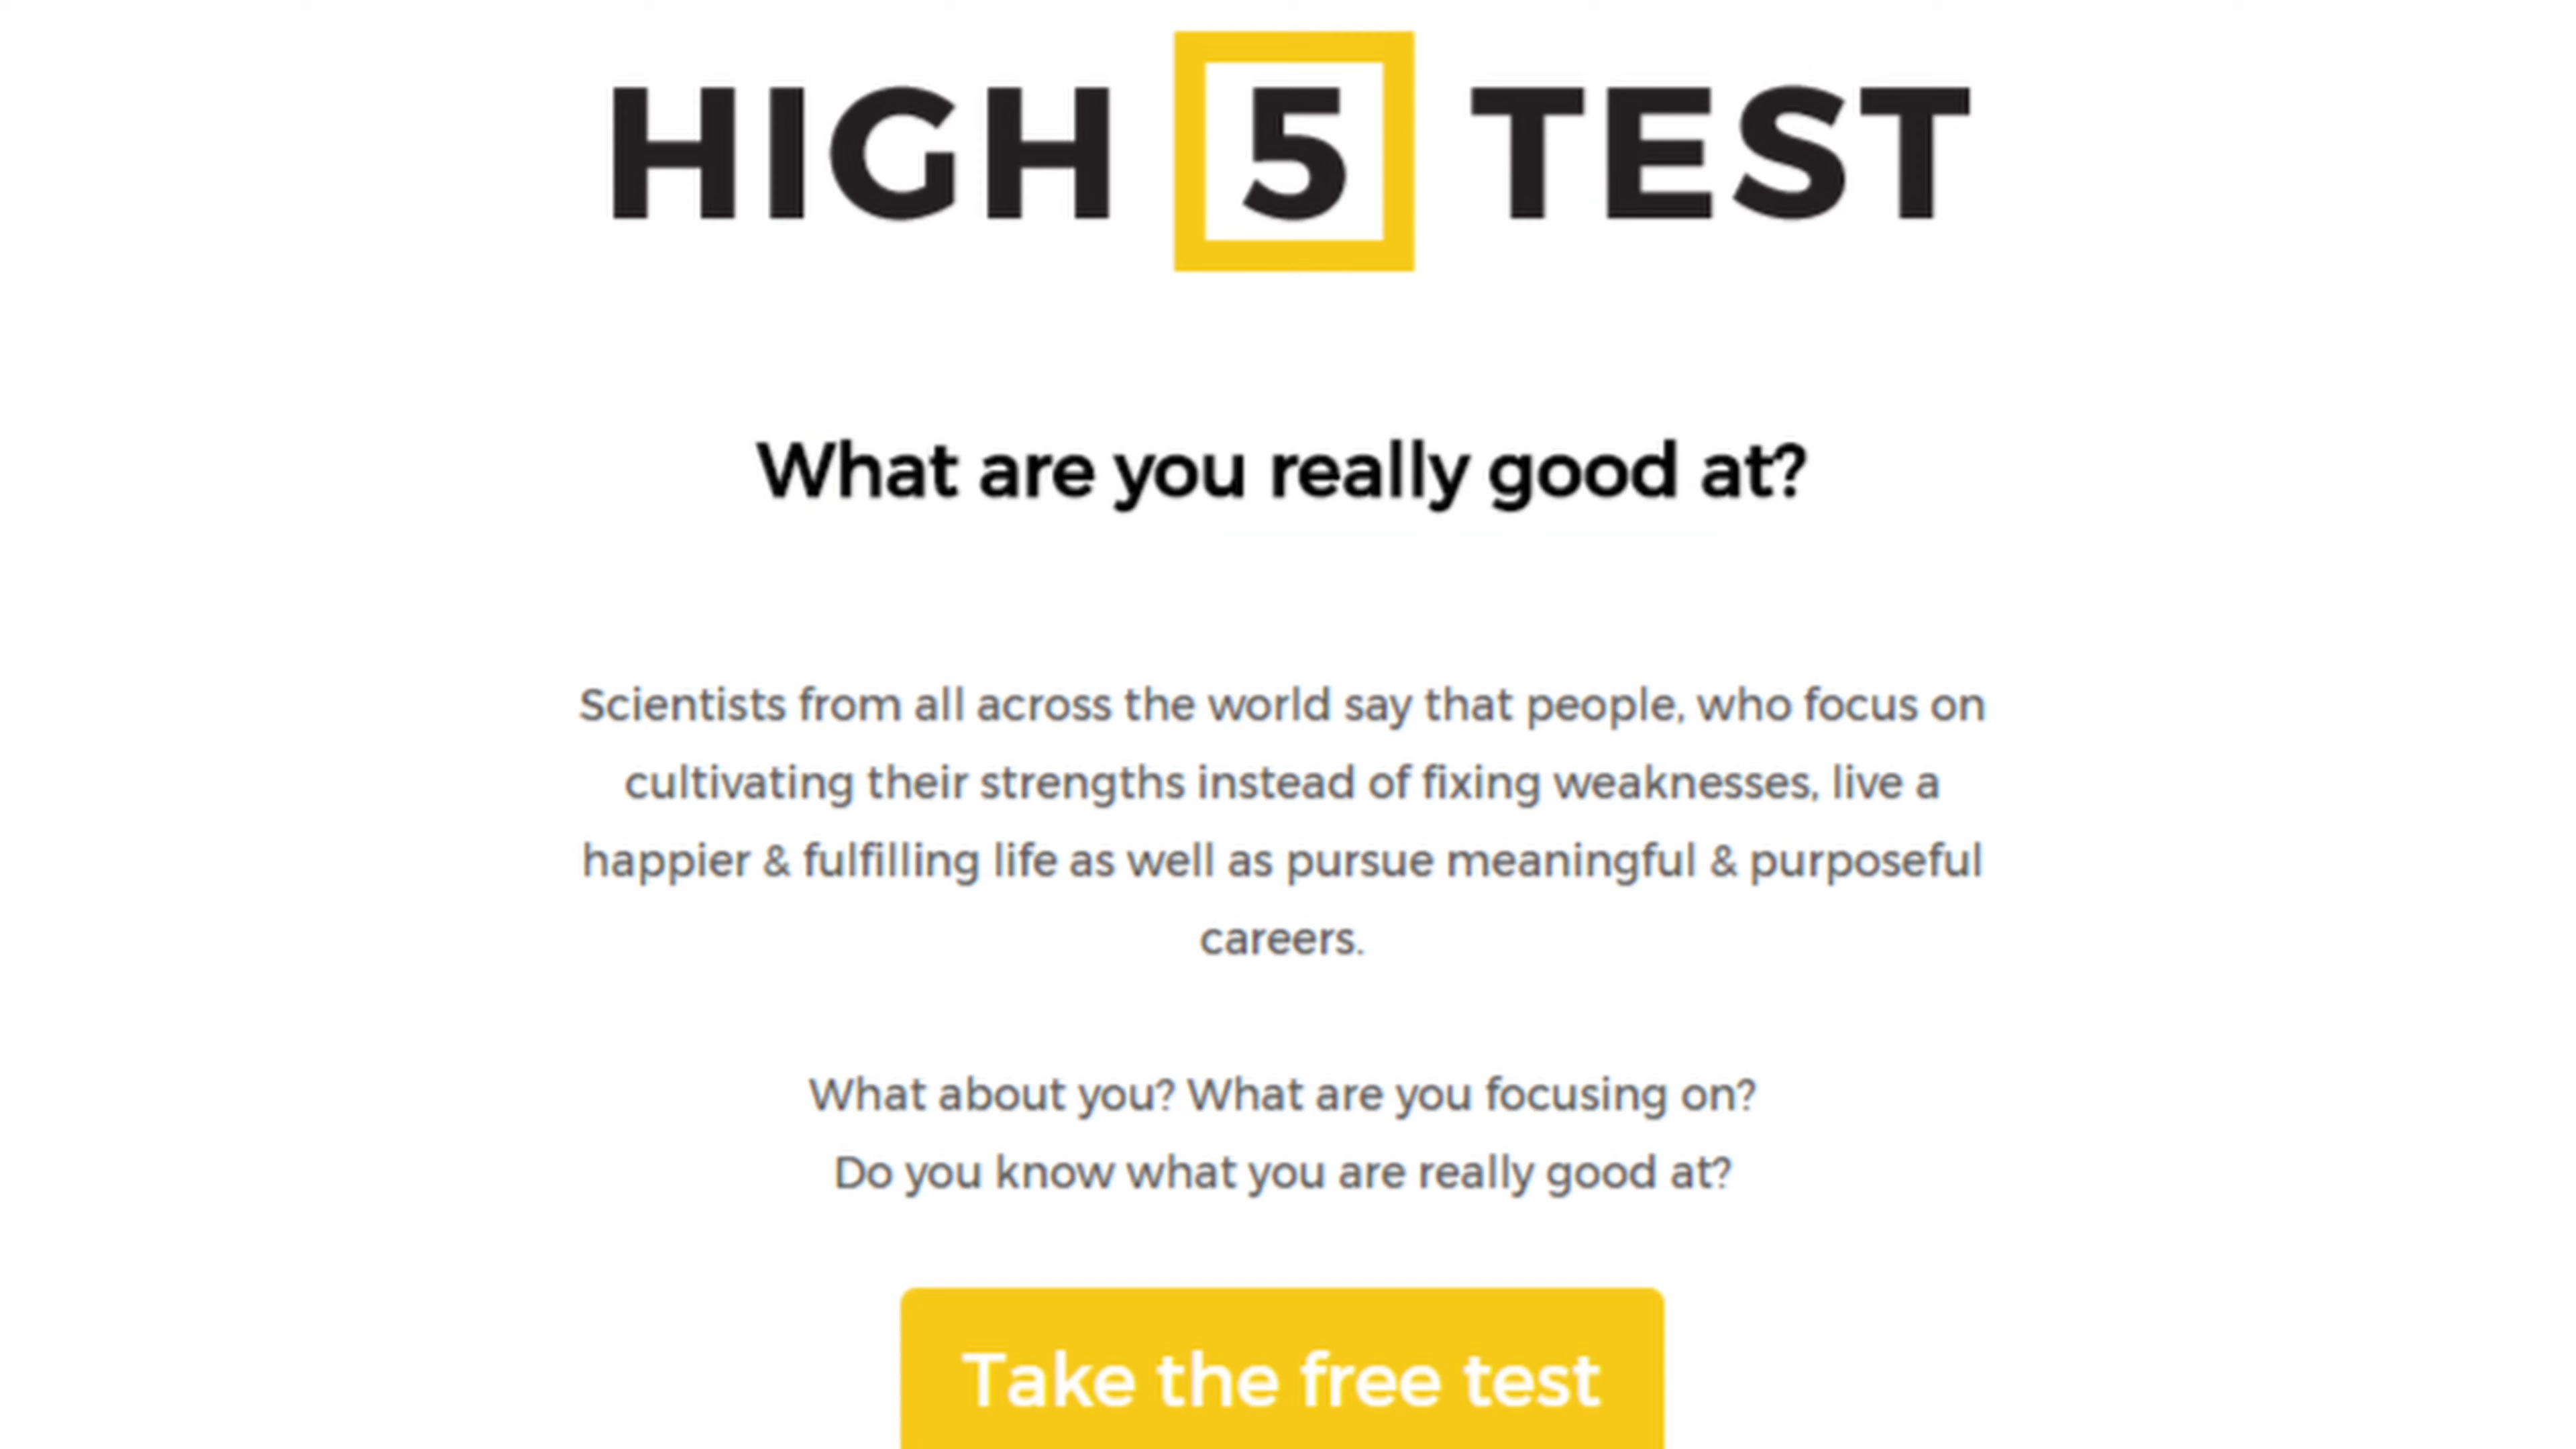 HIGH 5 TEST
What are you really good at?
Scientists from all across the world say that people, who focus on
cultivating their strengths instead of fixing weaknesses, live a
happier & fulfilling life as well as pursue meaningful & purposeful
careers.
What about you? What are you focusing on?
Do you know what you are really good at?
Take the free test